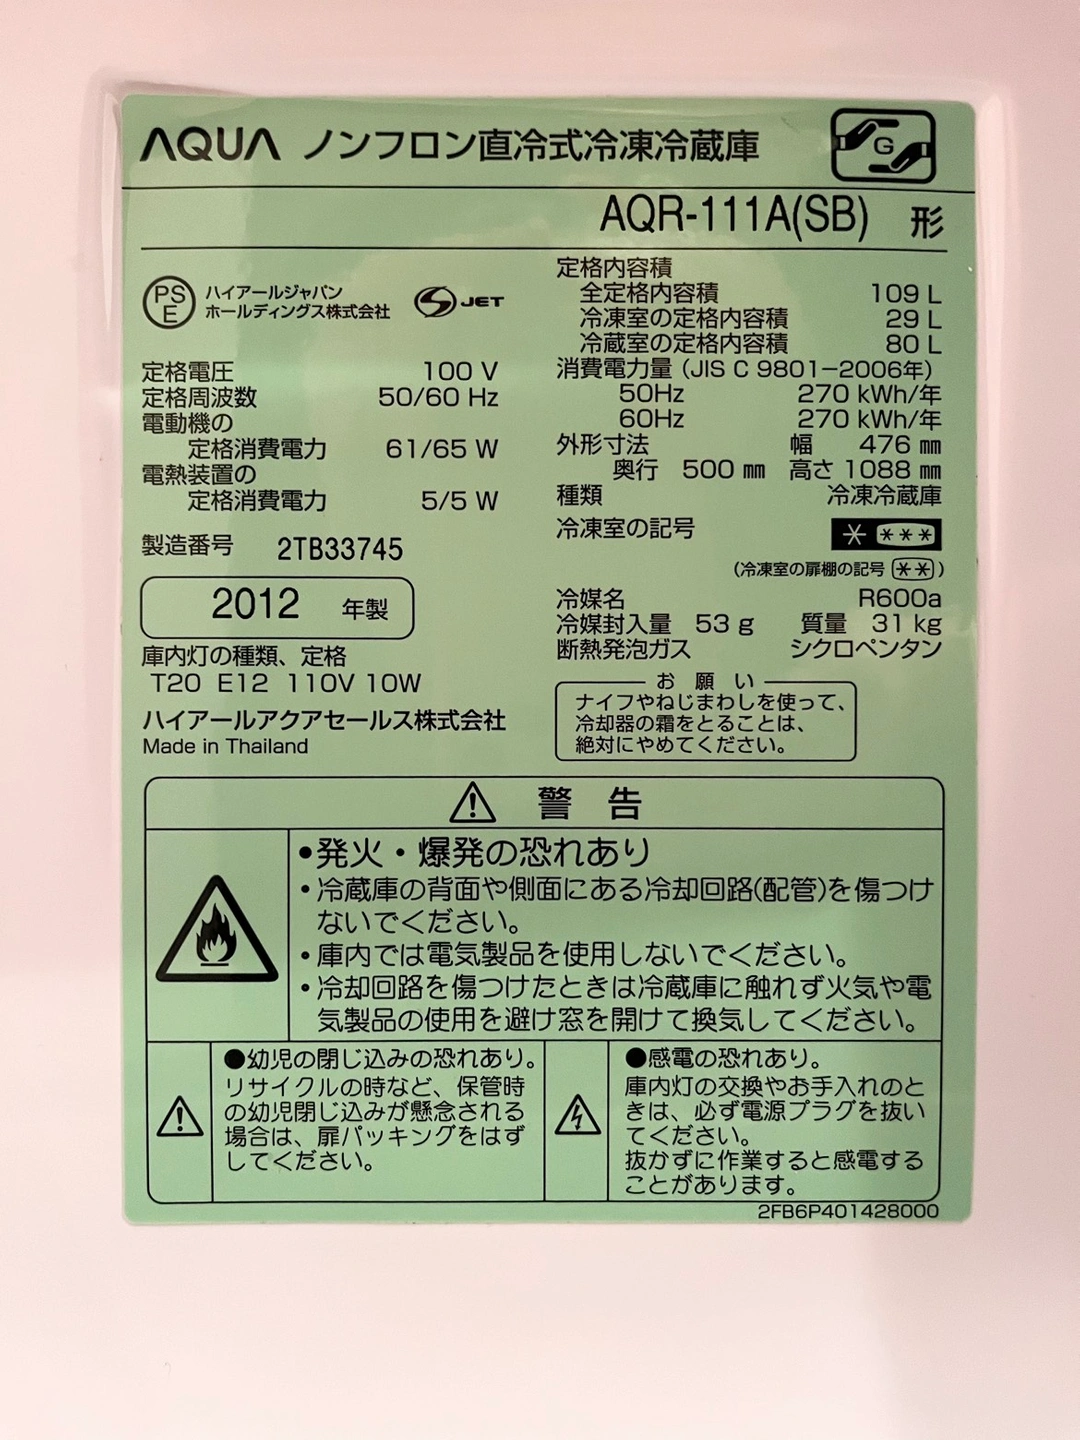 AQUA ノンフロン直冷式冷凍冷蔵庫
G
AQR-111A(SB) 形
PS
E
ハイアールジャパン
ホールディングス株式会社
S JET
定格電圧 100 V
定格周波数 50/60 Hz
電動機の
定格消費電力 61/65 W
電熱装置の
定格消費電力 5/5 W
製造番号 2TB33745
2012 年製
庫内灯の種類、定格
T20 E12 110V 10W
ハイアールアクアセールス株式会社
Made in Thailand
定格内容積
全定格内容積 109 L
冷凍室の定格内容積 29 L
冷蔵室の定格内容積 80 L
消費電力量 (JIS C 9801-2006年)
50Hz 270 kWh/年
60Hz 270 kWh/年
外形寸法 幅 476 mm
奥行 500 mm 高さ 1088 mm
種類 冷凍冷蔵庫
冷凍室の記号 * ***
(冷凍室の扉棚の記号 **)
冷媒名 R600a
冷媒封入量 53 g 質量 31 kg
断熱発泡ガス シクロペンタン
お願い
ナイフやねじまわしを使って、
冷却器の霜をとることは、
絶対にやめてください。
警告
•発火・爆発の恐れあり
・冷蔵庫の背面や側面にある冷却回路(配管)を傷つけ
ないでください。
・庫内では電気製品を使用しないでください。
・冷却回路を傷つけたときは冷蔵庫に触れず火気や電
気製品の使用を避け窓を開けて換気してください。
●幼児の閉じ込みの恐れあり。
リサイクルの時など、保管時
の幼児閉じ込みが懸念される
場合は、扉パッキングをはず
してください。
●感電の恐れあり。
庫内灯の交換やお手入れのと
きは、必ず電源プラグを抜い
てください。
抜かずに作業すると感電する
ことがあります。
2FB6P401428000